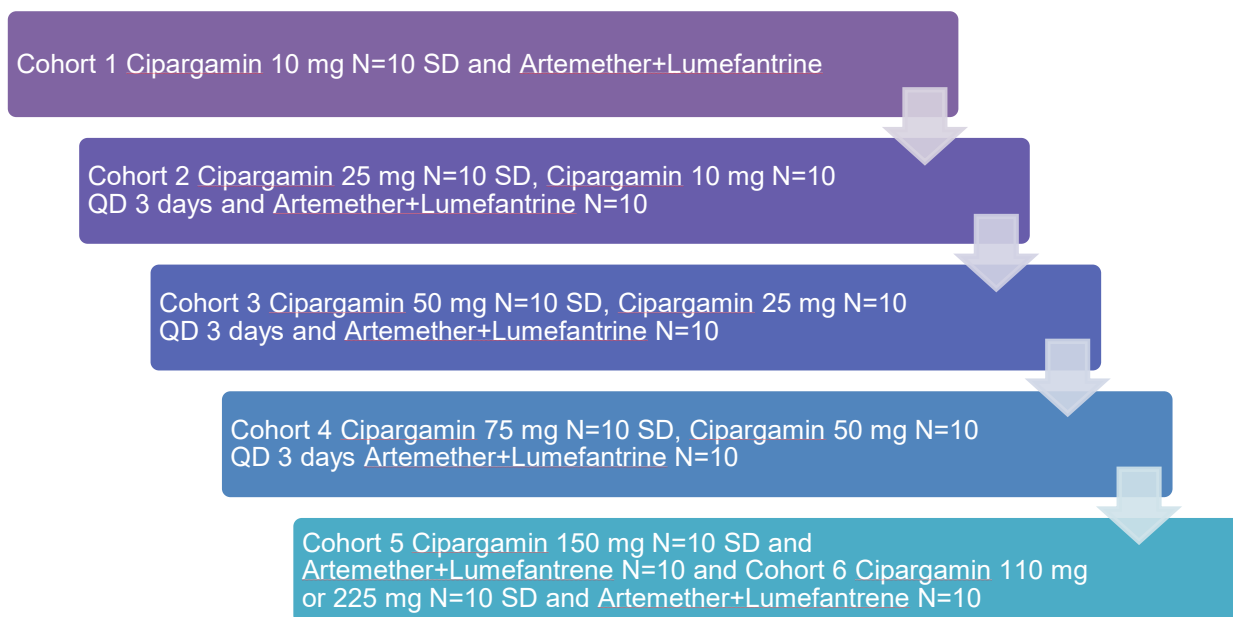 Cohort 1 Cipargamin 10 mg N=10 SD and Artemether+Lumefantrine
Cohort 2 Cipargamin 25 mg N=10 SD, Cipargamin 10 mg N=10
QD 3 days and Artemether+Lumefantrine N=10
Cohort 3 Cipargamin 50 mg N=10 SD, Cipargamin 25 mg N=10
QD 3 days and Artemether+Lumefantrine N=10
Cohort 4 Cipargamin 75 mg N=10 SD, Cipargamin 50 mg N=10
QD 3 days Artemether+Lumefantrine N=10
Cohort 5 Cipargamin 150 mg N=10 SD and
Artemether+Lumefantrene N=10 and Cohort 6 Cipargamin 110 mg
or 225 mg N=10 SD and Artemether+Lumefantrene N=10